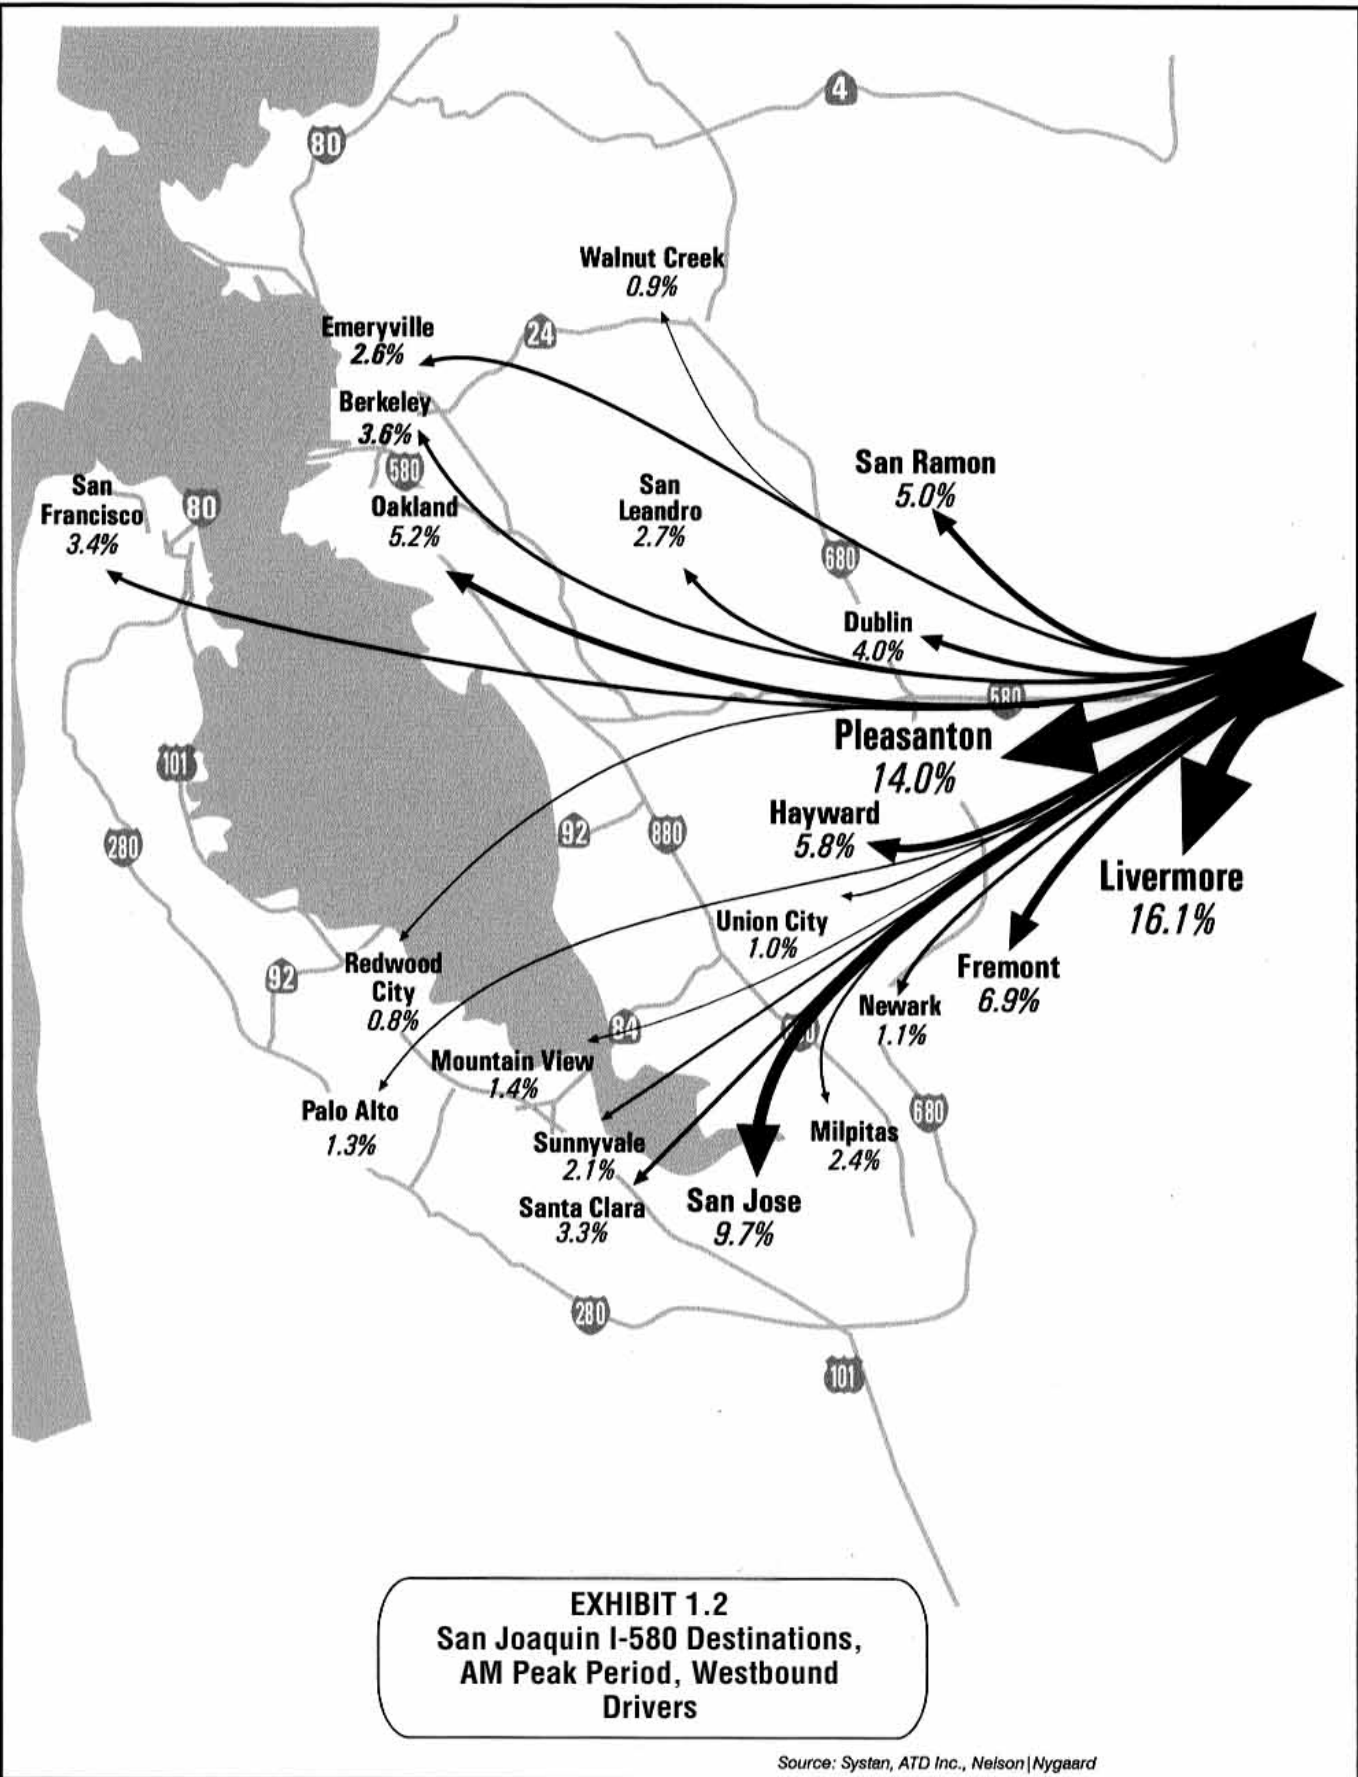 4
80
Walnut Creek
0.9%
Emeryville
2.6%
24
Berkeley
3.6%
580
San Ramon
5.0%
San
Francisco
3.4%
80
Oakland
5.2%
San
Leandro
2.7%
680
Dublin
4.0%
580
Pleasanton
14.0%
101
Hayward
5.8%
92
880
280
Livermore
16.1%
Union City
1.0%
Redwood
City
0.8%
92
Fremont
6.9%
Newark
1.1%
84
Mountain View
1.4%
Palo Alto
1.3%
680
Milpitas
2.4%
Sunnyvale
2.1%
San Jose
9.7%
Santa Clara
3.3%
280
101
EXHIBIT 1.2
San Joaquin I-580 Destinations,
AM Peak Period, Westbound
Drivers
Source: Systan, ATD Inc., Nelson|Nygaard